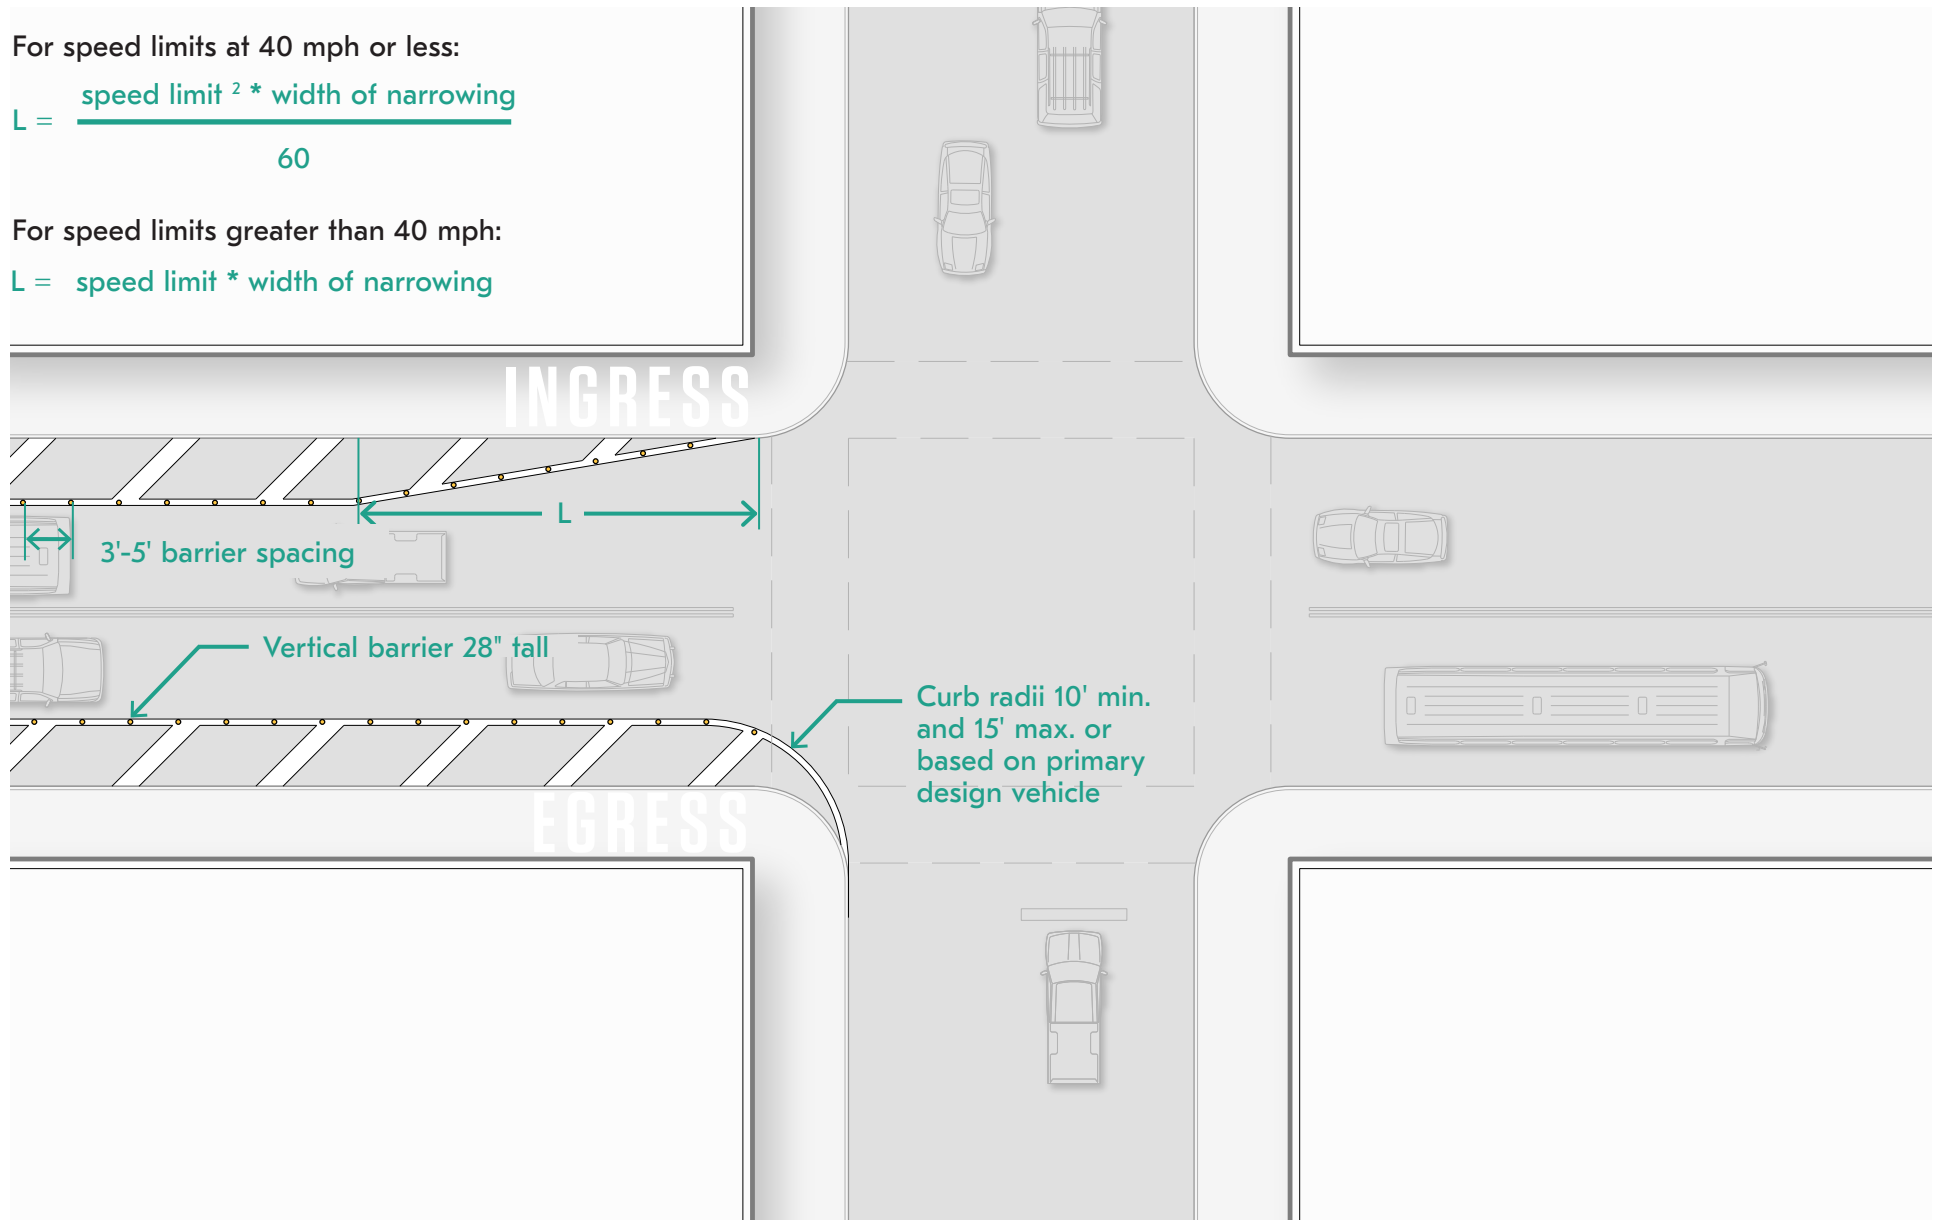 For speed limits at 40 mph or less:
speed limit ² * width of narrowing
L =
60
For speed limits greater than 40 mph:
L = speed limit * width of narrowing
INGRESS
L
3'-5' barrier spacing
Vertical barrier 28" tall
Curb radii 10' min.
and 15' max. or
based on primary
design vehicle
EGRESS